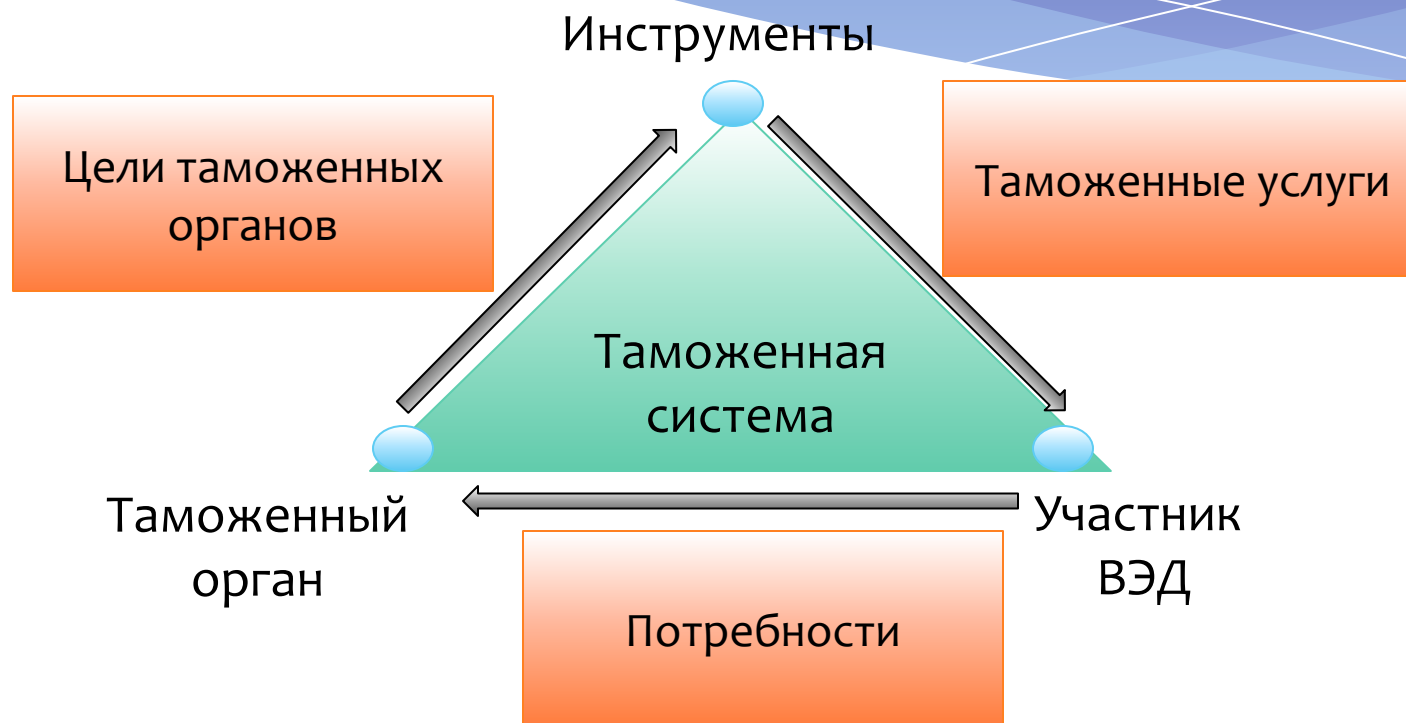 Инструменты
Цели таможенных
органов
Таможенные услуги
Таможенная
система
Таможенный
орган
Участник
ВЭД
Потребности